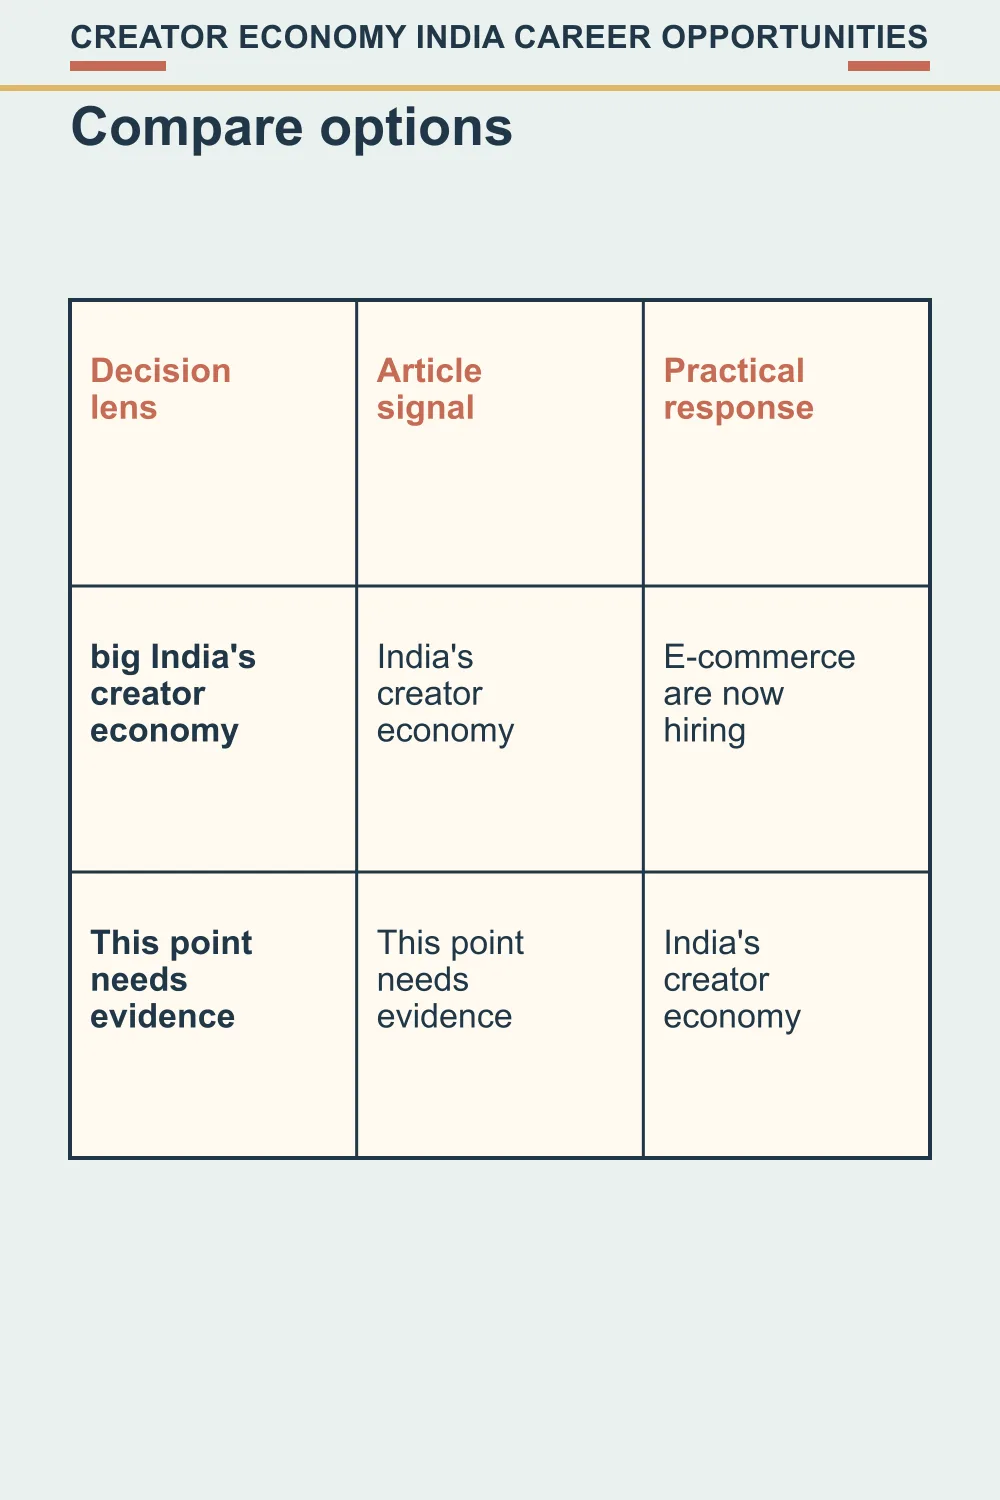 CREATOR ECONOMY INDIA CAREER OPPORTUNITIES
Compare options
Decision
lens
Article
signal
Practical
response
big India's
creator
economy
India's
creator
economy
E-commerce
are now
hiring
This point
needs
evidence
This point
needs
evidence
India's
creator
economy